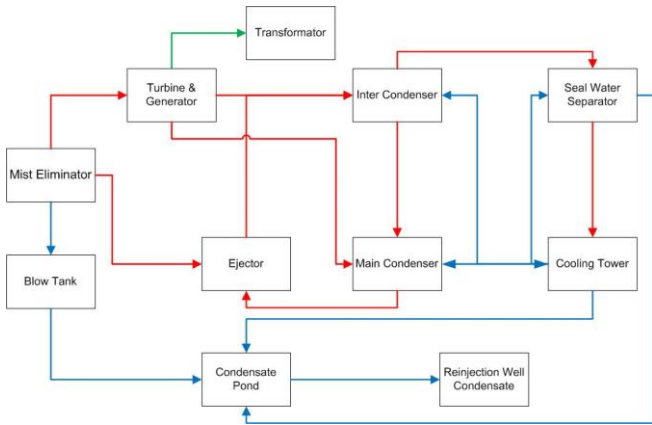 Transformator
Turbine &
Generator
Inter Condenser
Seal Water
Separator
Mist Eliminator
Blow Tank
Ejector
Main Condenser
Cooling Tower
Condensate
Pond
Reinjection Well
Condensate